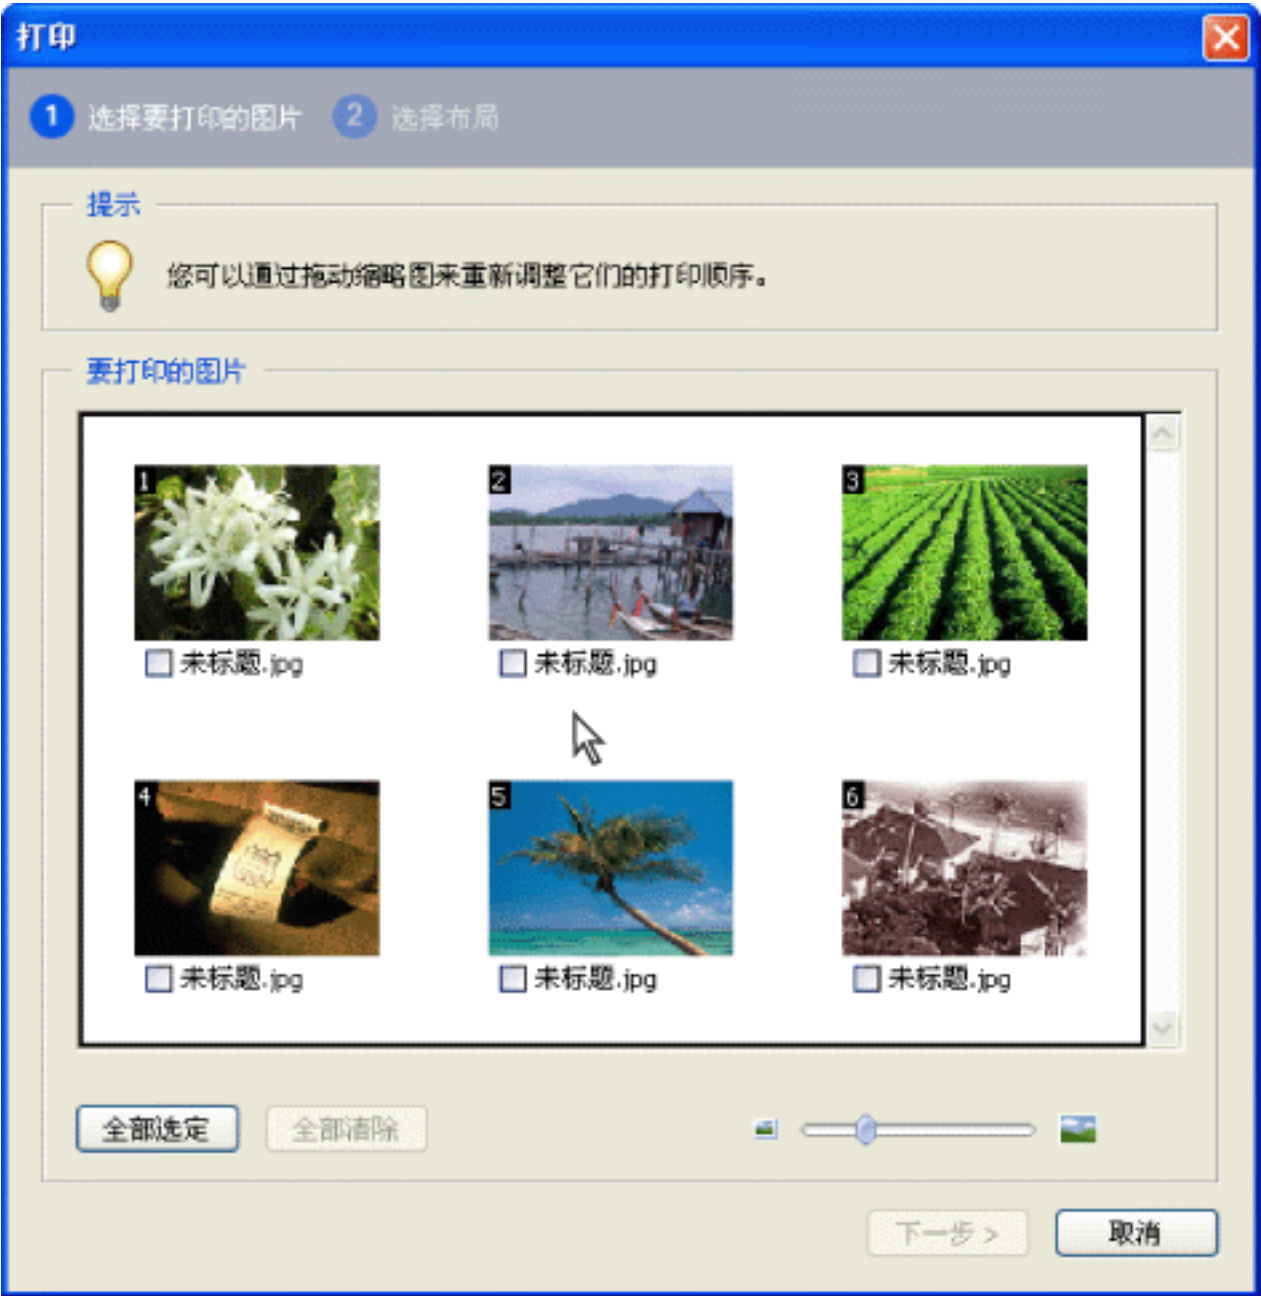 打印
1 选择要打印的图片 2 选择布局
提示
您可以通过拖动缩略图来重新调整它们的打印顺序。
要打印的图片
1 2 3
未标题.jpg 未标题.jpg 未标题.jpg
4 5 6
未标题.jpg 未标题.jpg 未标题.jpg
全部选定 全部清除
下一步 > 取消